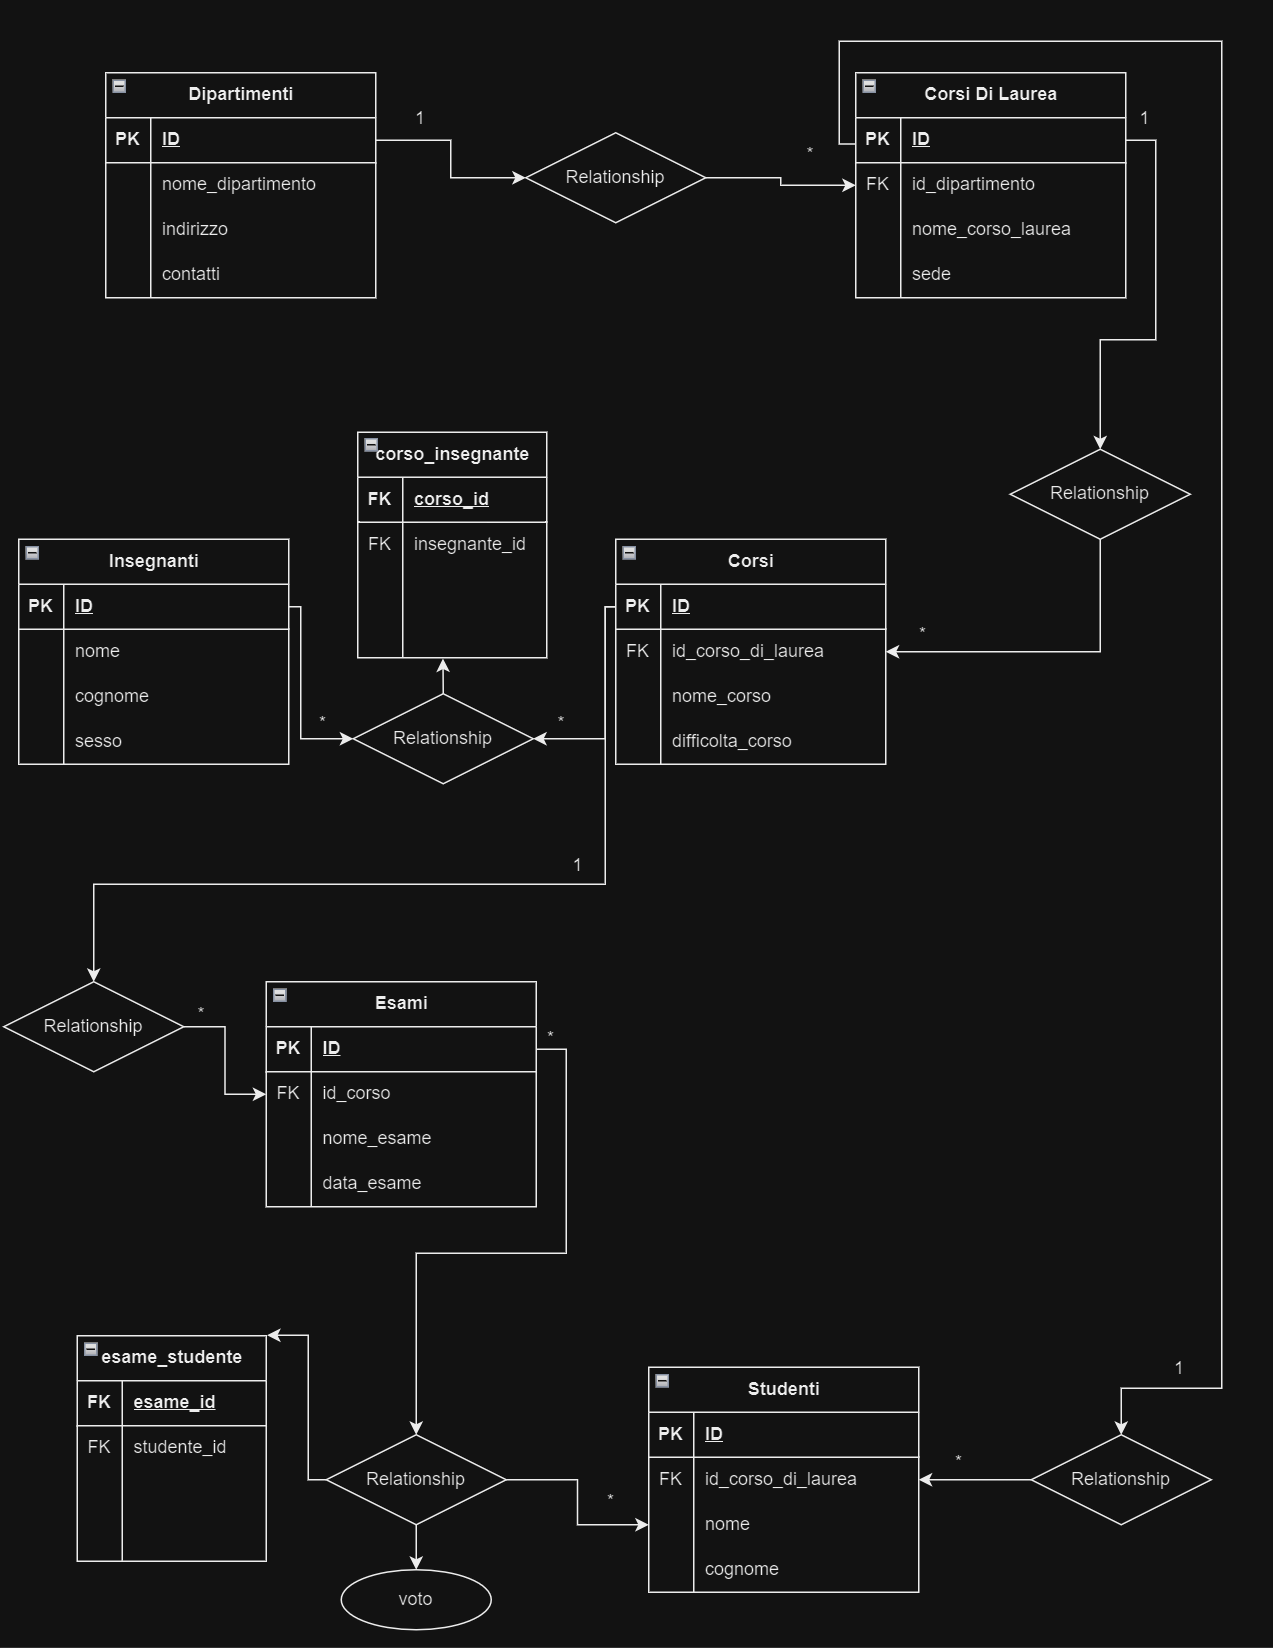 Dipartimenti
PK ID
nome_dipartimento
indirizzo
contatti
1
Relationship
*
Corsi Di Laurea
PK ID
FK id_dipartimento
nome_corso_laurea
sede
1
Relationship
*
corso_insegnante
FK corso_id
FK insegnante_id
Insegnanti
PK ID
nome
cognome
sesso
*
Relationship
*
Corsi
PK ID
FK id_corso_di_laurea
nome_corso
difficolta_corso
1
Relationship
*
Esami
PK ID
FK id_corso
nome_esame
data_esame
*
esame_studente
FK esame_id
FK studente_id
Relationship
voto
*
Studenti
PK ID
FK id_corso_di_laurea
nome
cognome
*
Relationship
1